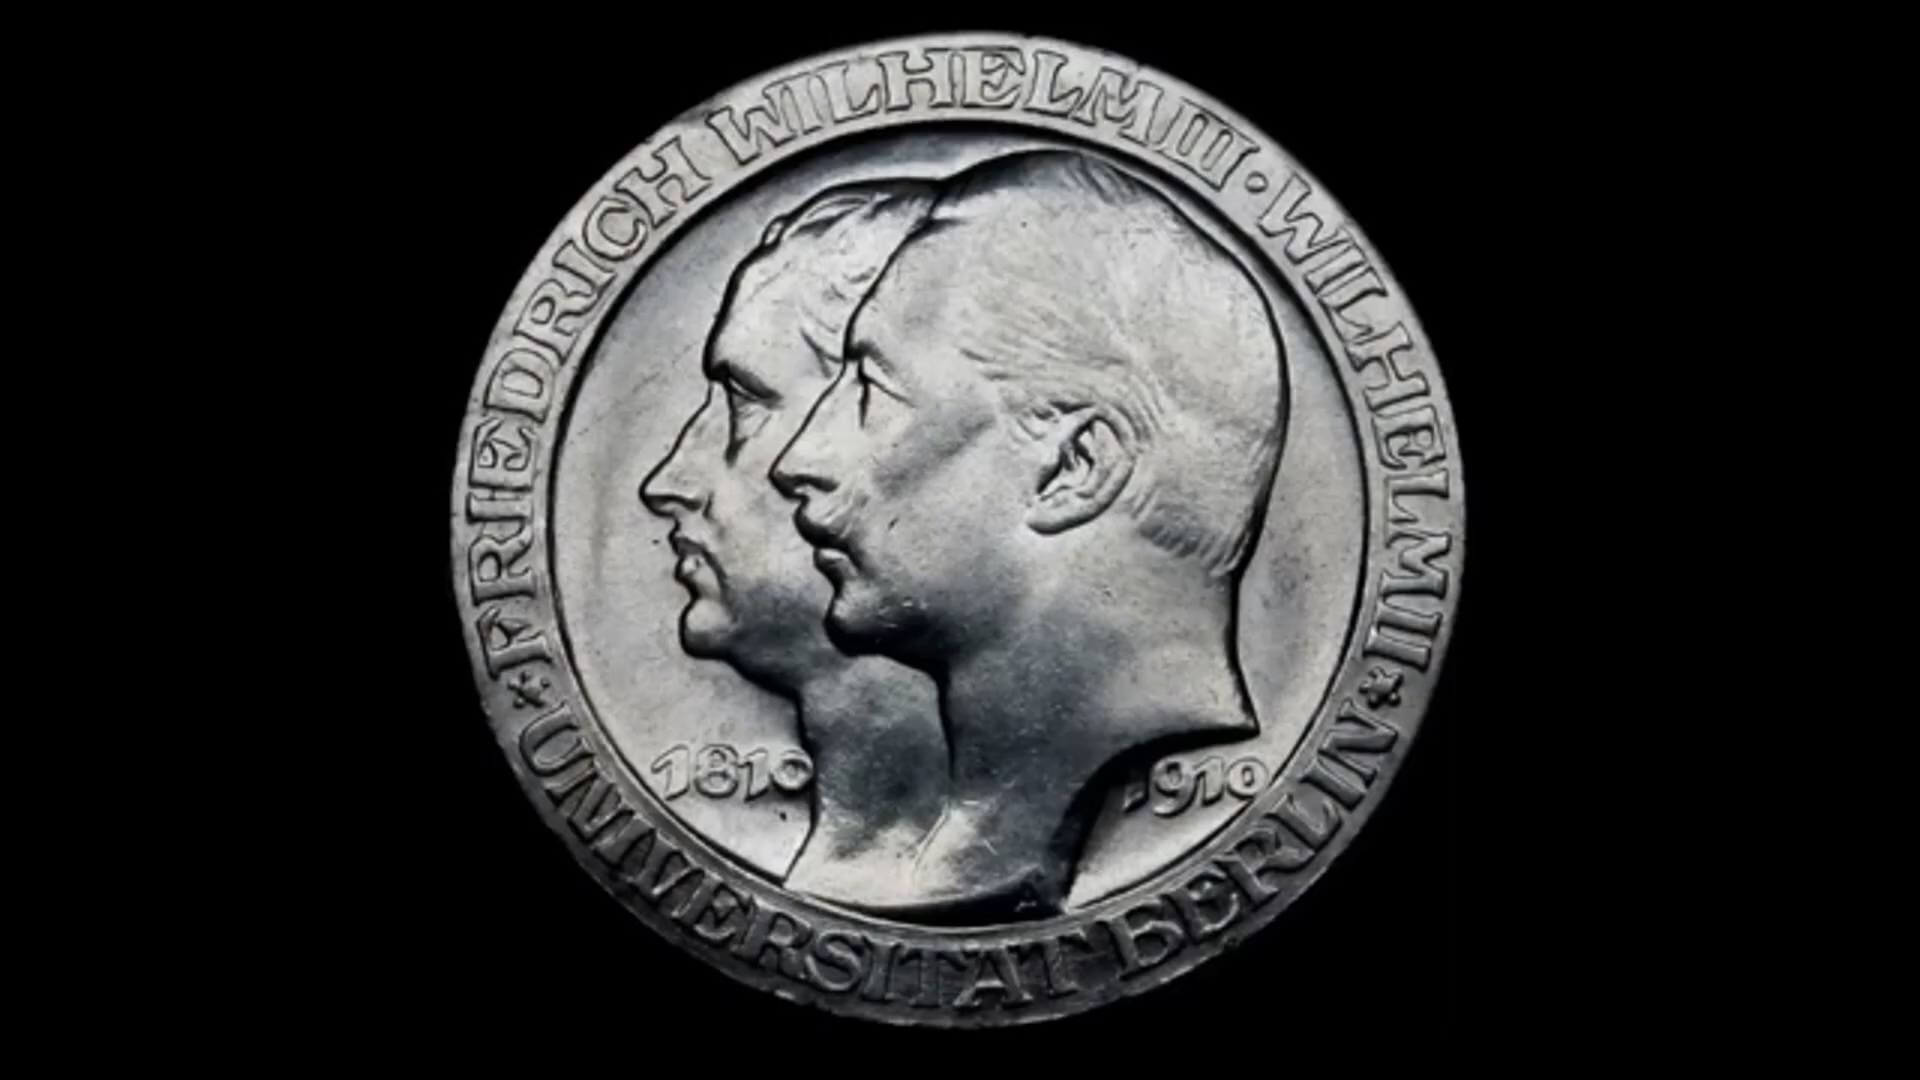 FRIEDRICH WILHELM III · WILHELM II
UNIVERSITÄT BERLIN
1810
1910
A